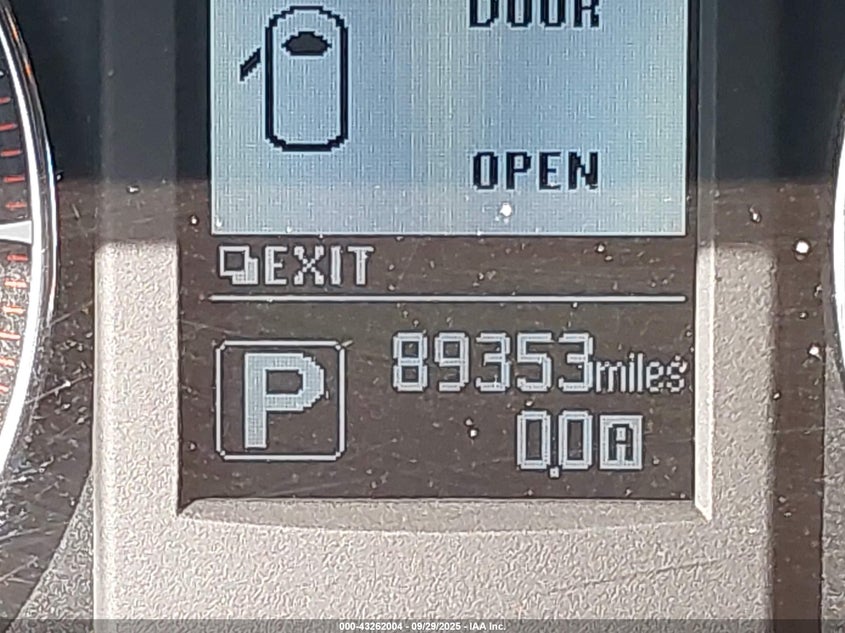 DOOR
OPEN
EXIT
P
89353miles
0.0A
000-43262004 - 09/29/2025 - IAA Inc.